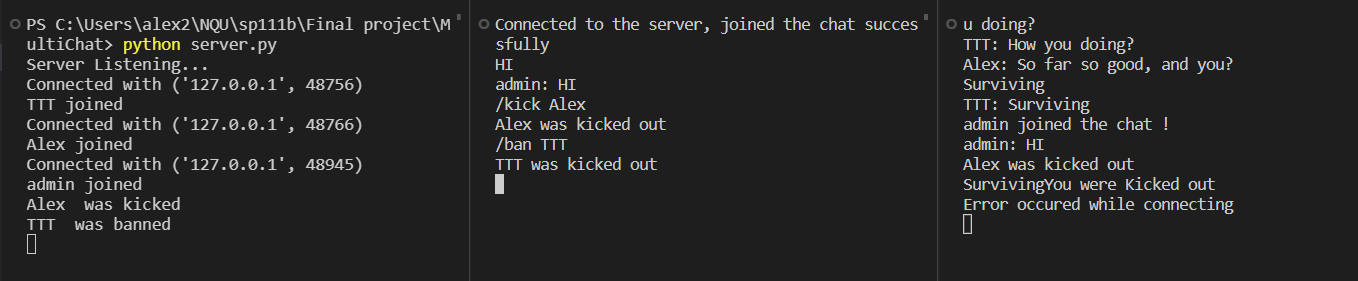 PS C:\Users\alex2\NQU\sp111b\Final project\M
ultiChat> python server.py
Server Listening...
Connected with ('127.0.0.1', 48756)
TTT joined
Connected with ('127.0.0.1', 48766)
Alex joined
Connected with ('127.0.0.1', 48945)
admin joined
Alex  was kicked
TTT  was banned
Connected to the server, joined the chat succes
sfully
HI
admin: HI
/kick Alex
Alex was kicked out
/ban TTT
TTT was kicked out
u doing?
TTT: How you doing?
Alex: So far so good, and you?
Surviving
TTT: Surviving
admin joined the chat !
admin: HI
Alex was kicked out
SurvivingYou were Kicked out
Error occured while connecting